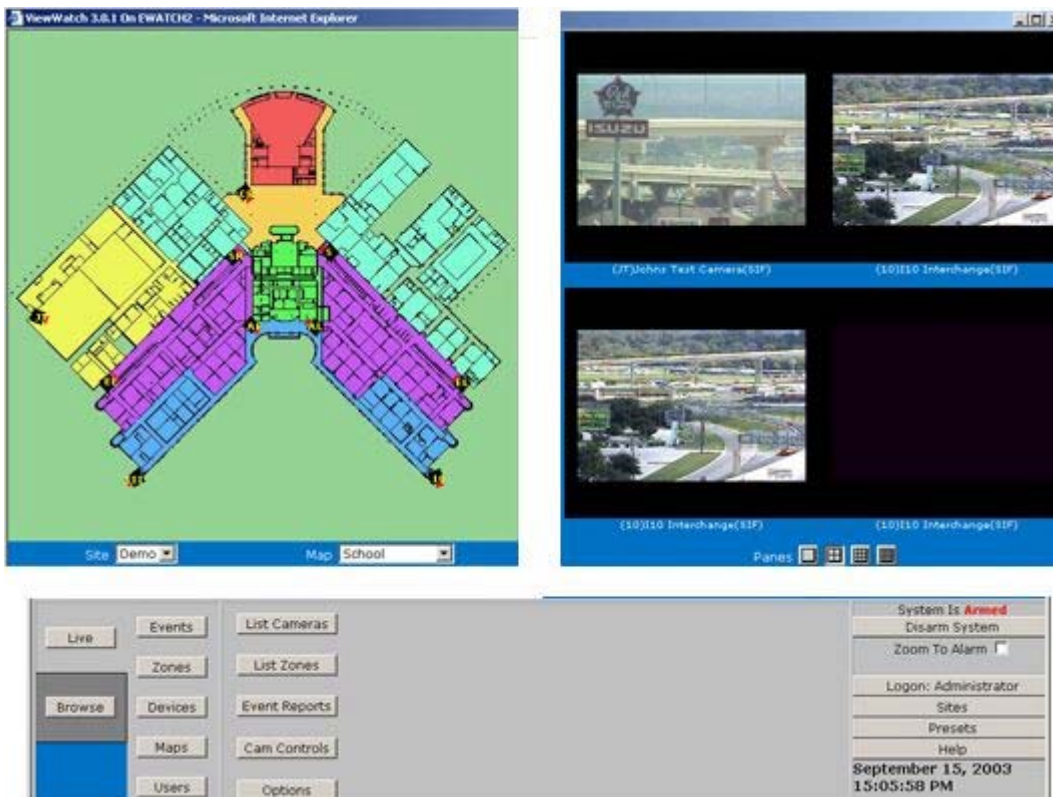 ViewWatch 3.0.1 On EWATCH2 - Microsoft Internet Explorer
Site Demo
Map School
ISUZU
(JT)Johns Test Camera(SIF)
(10)I10 Interchange(SIF)
(10)I10 Interchange(SIF)
(10)I10 Interchange(SIF)
Panes
Live
Browse
Events
Zones
Devices
Maps
Users
List Cameras
List Zones
Event Reports
Cam Controls
Options
System Is Armed
Disarm System
Zoom To Alarm
Logon: Administrator
Sites
Presets
Help
September 15, 2003
15:05:58 PM